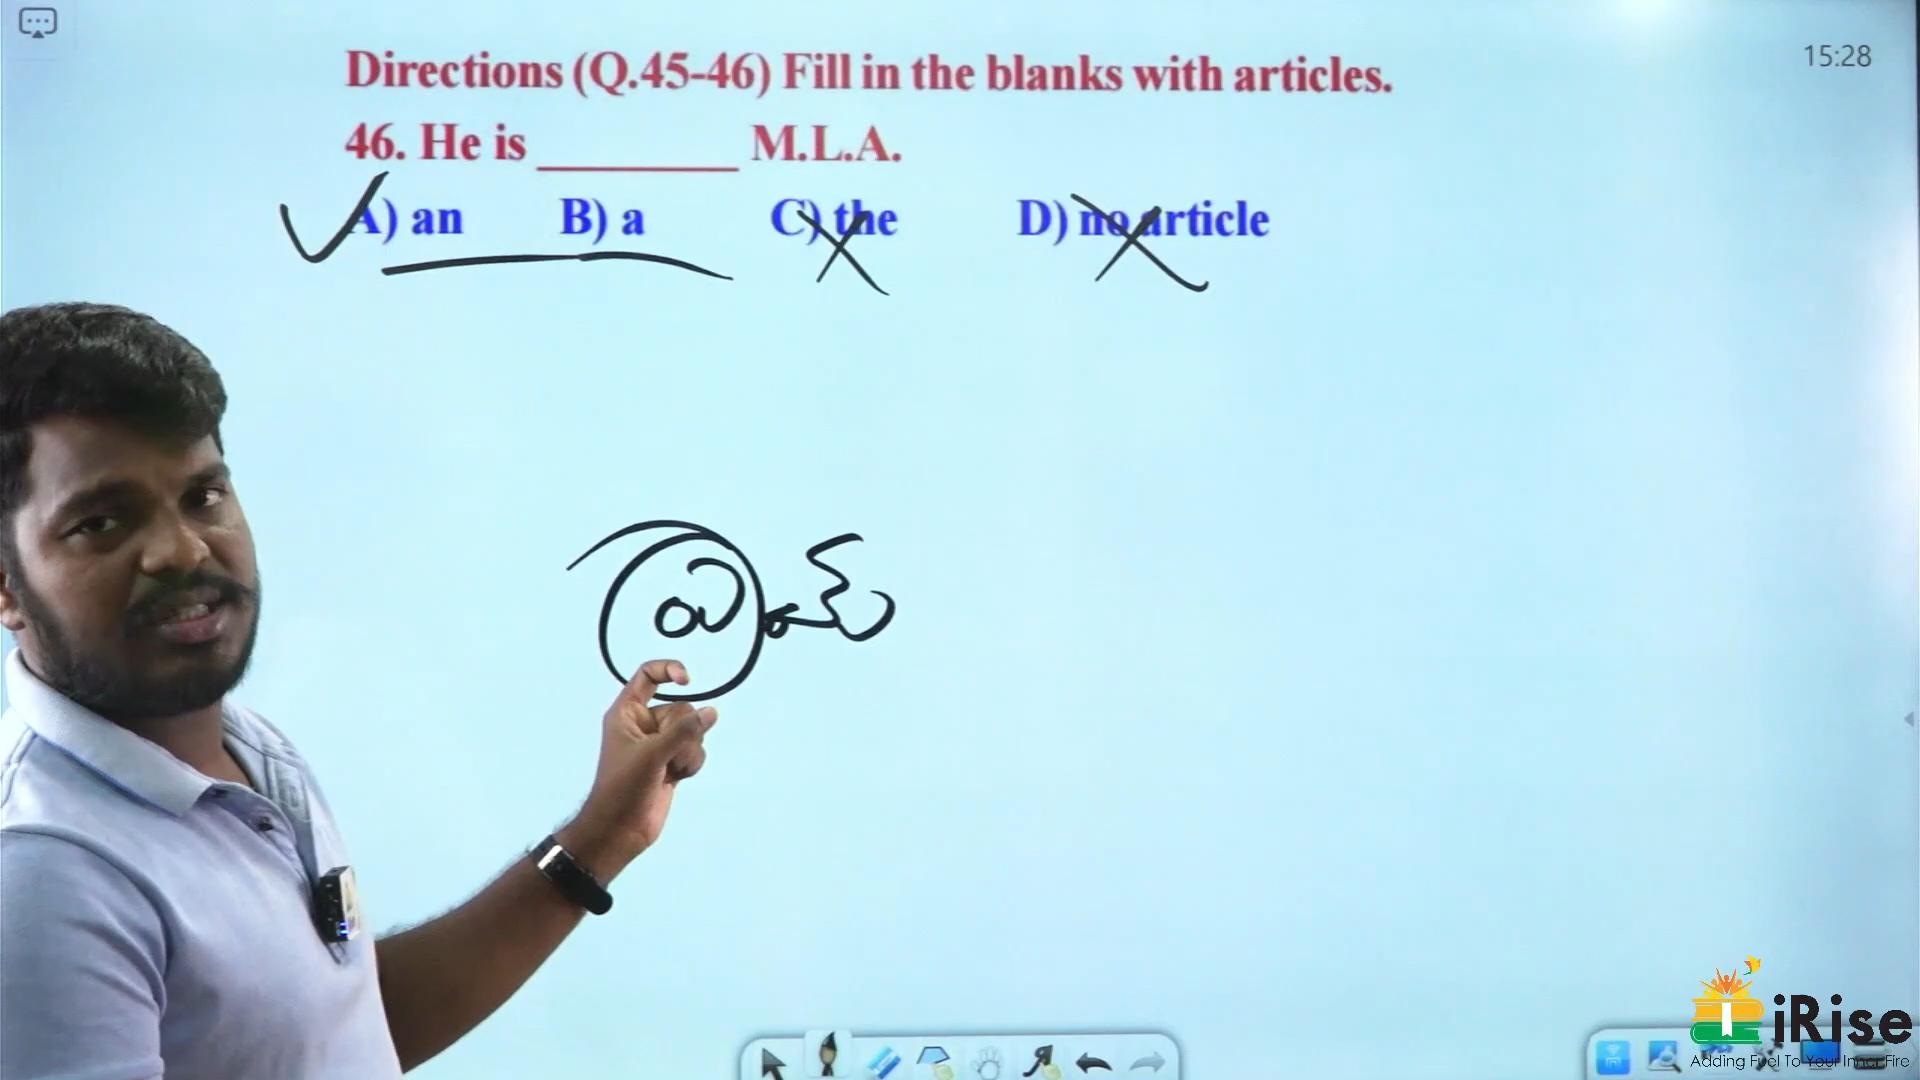 15:28
Directions (Q.45-46) Fill in the blanks with articles.
46. He is ________ M.L.A.
A) an B) a C) the D) no article
iRise
Adding Fuel To Your Inner Fire